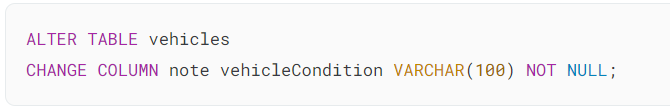 ALTER TABLE vehicles
CHANGE COLUMN note vehicleCondition VARCHAR(100) NOT NULL;